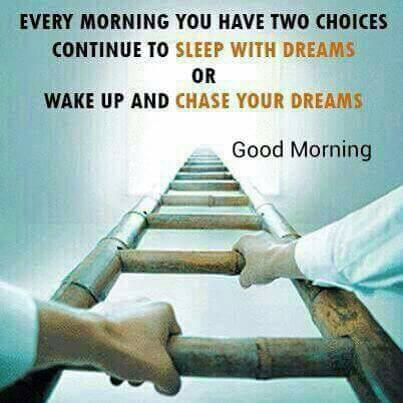 EVERY MORNING YOU HAVE TWO CHOICES
CONTINUE TO SLEEP WITH DREAMS
OR
WAKE UP AND CHASE YOUR DREAMS
Good Morning